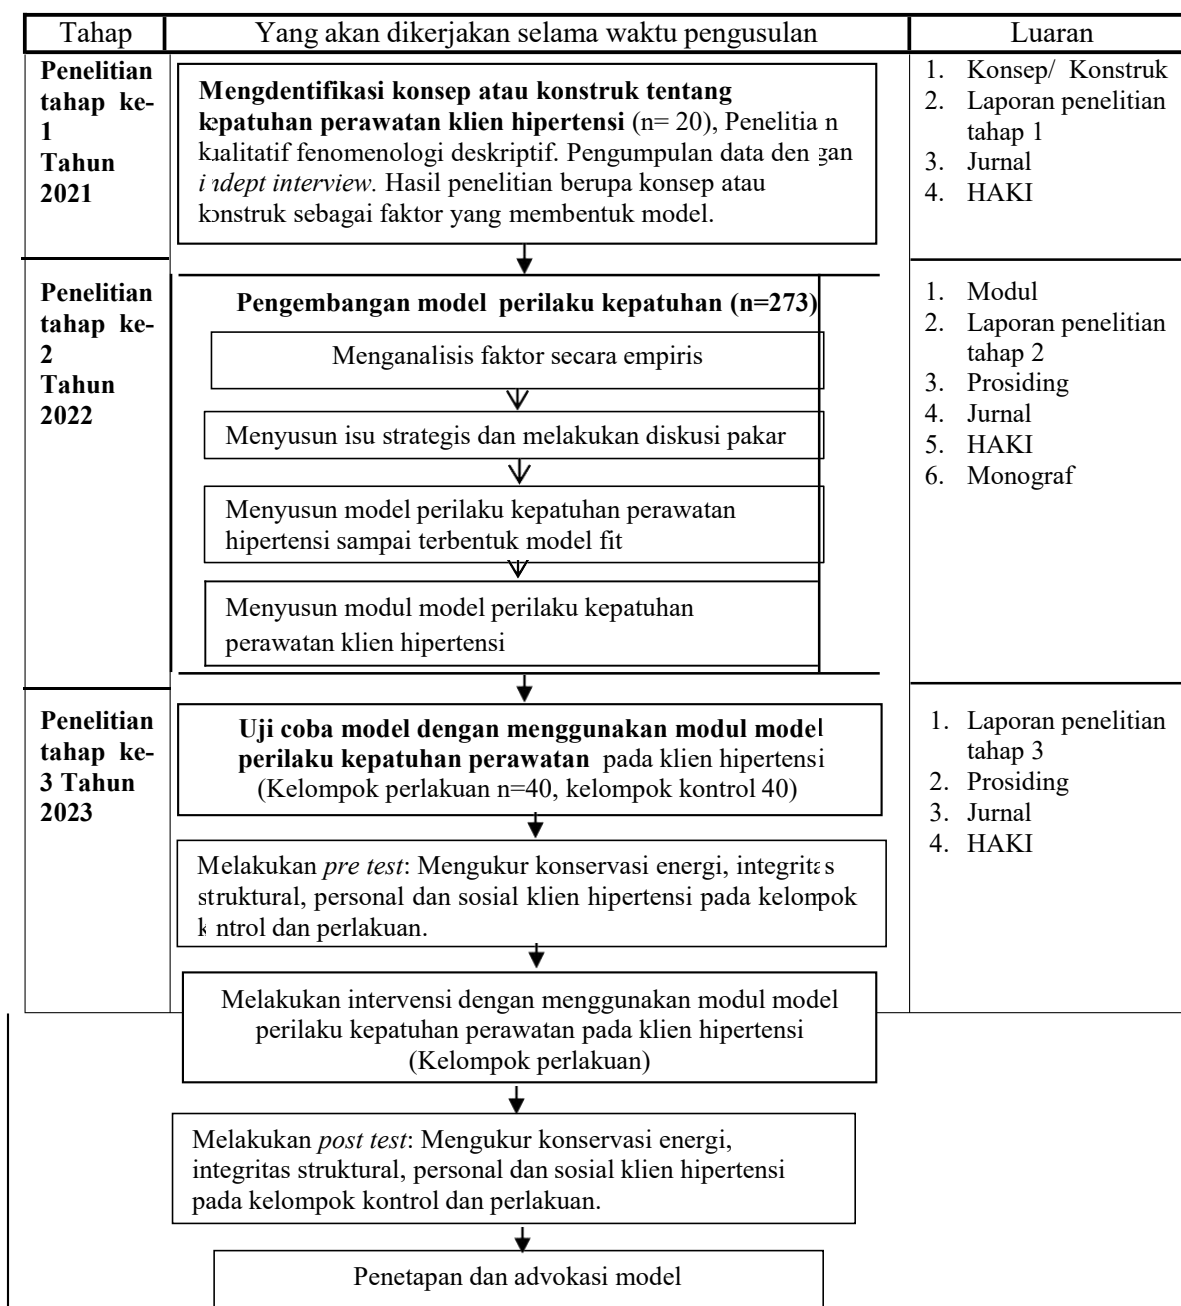 Tahap
Yang akan dikerjakan selama waktu pengusulan
Luaran
Penelitian
tahap ke-
1
Tahun
2021
Mengdentifikasi konsep atau konstruk tentang
kepatuhan perawatan klien hipertensi (n= 20), Penelitia n
kualitatif fenomenologi deskriptif. Pengumpulan data den gan
indept interview. Hasil penelitian berupa konsep atau
konstruk sebagai faktor yang membentuk model.
1. Konsep/ Konstruk
2. Laporan penelitian
tahap 1
3. Jurnal
4. HAKI
Penelitian
tahap ke-
2
Tahun
2022
Pengembangan model perilaku kepatuhan (n=273)
Menganalisis faktor secara empiris
Menyusun isu strategis dan melakukan diskusi pakar
Menyusun model perilaku kepatuhan perawatan
hipertensi sampai terbentuk model fit
Menyusun modul model perilaku kepatuhan
perawatan klien hipertensi
1. Modul
2. Laporan penelitian
tahap 2
3. Prosiding
4. Jurnal
5. HAKI
6. Monograf
Penelitian
tahap ke-
3 Tahun
2023
Uji coba model dengan menggunakan modul model
perilaku kepatuhan perawatan pada klien hipertensi
(Kelompok perlakuan n=40, kelompok kontrol 40)
Melakukan pre test: Mengukur konservasi energi, integritas
struktural, personal dan sosial klien hipertensi pada kelompok
kontrol dan perlakuan.
Melakukan intervensi dengan menggunakan modul model
perilaku kepatuhan perawatan pada klien hipertensi
(Kelompok perlakuan)
Melakukan post test: Mengukur konservasi energi,
integritas struktural, personal dan sosial klien hipertensi
pada kelompok kontrol dan perlakuan.
Penetapan dan advokasi model
1. Laporan penelitian
tahap 3
2. Prosiding
3. Jurnal
4. HAKI